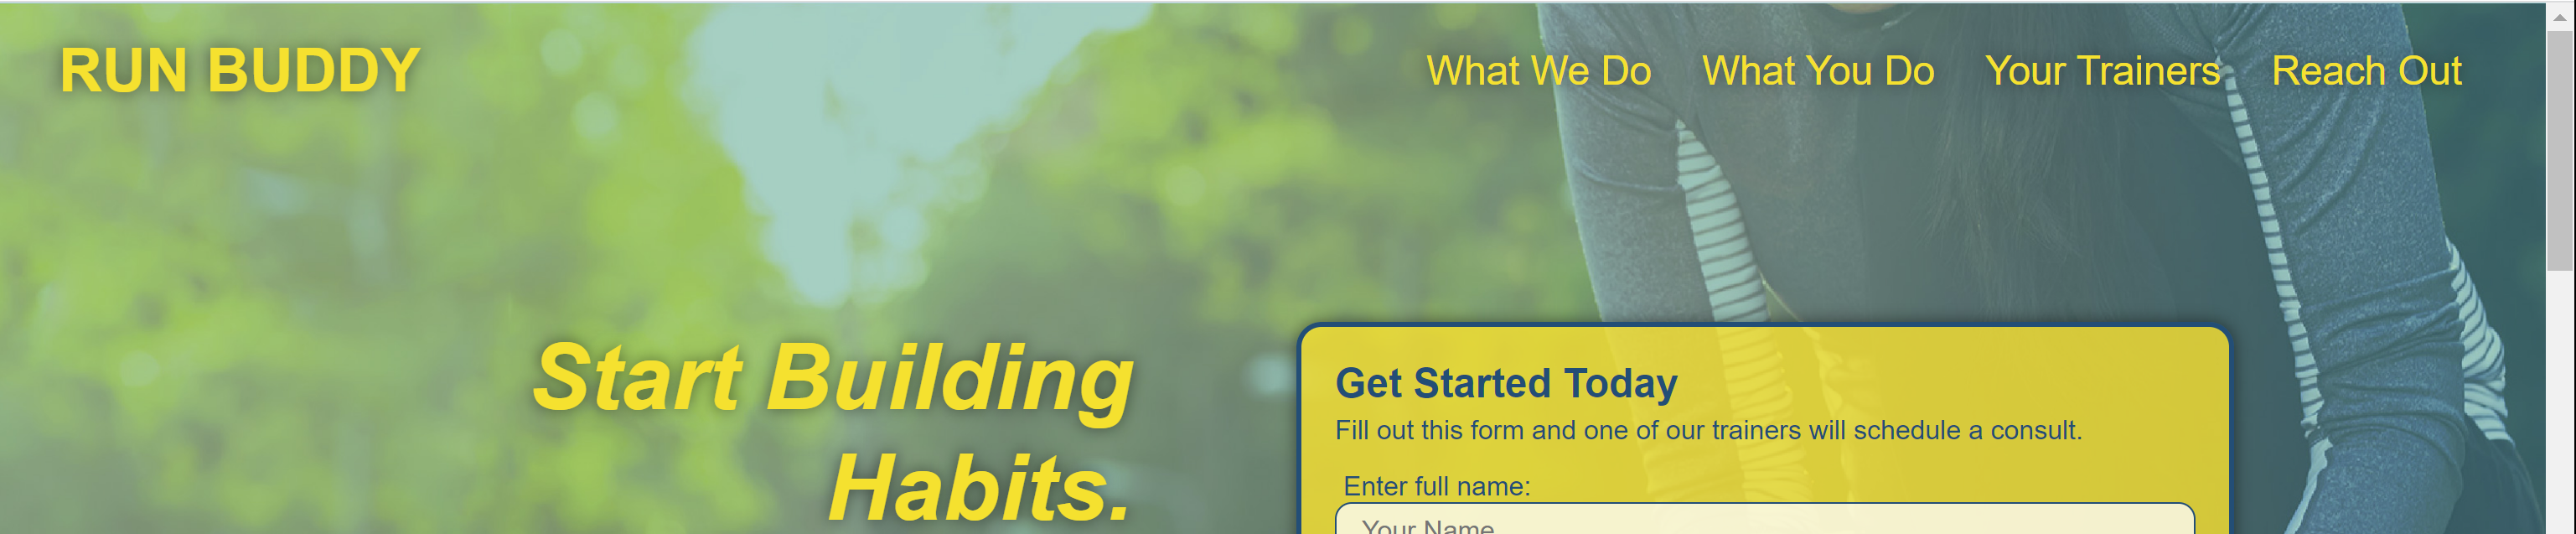 RUN BUDDY
What We Do What You Do Your Trainers Reach Out
Start Building
Habits.
Get Started Today
Fill out this form and one of our trainers will schedule a consult.
Enter full name:
Your Name